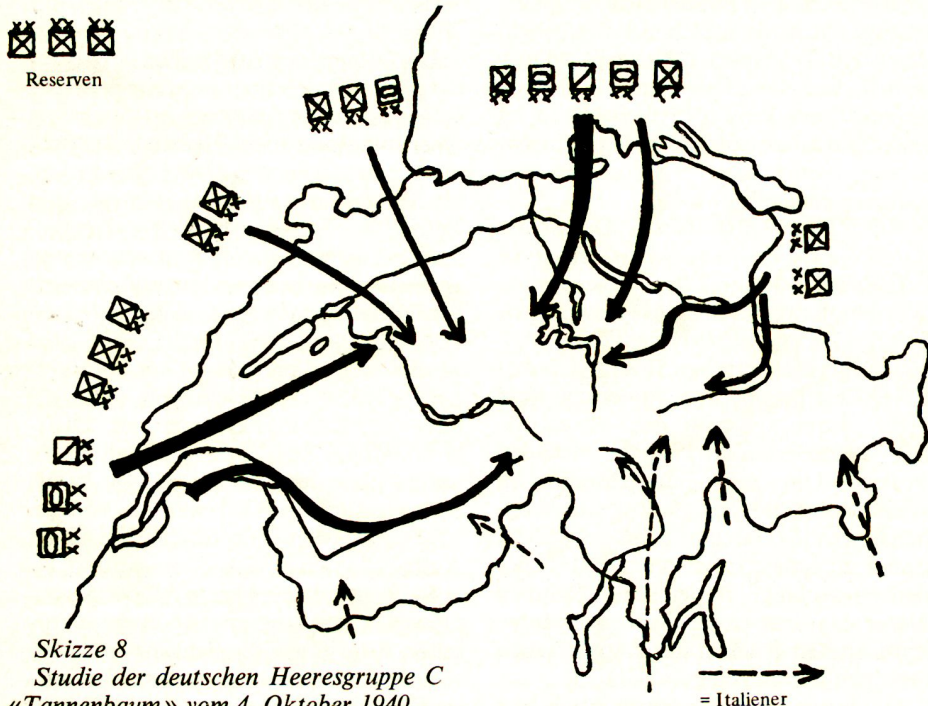 Reserven
Skizze 8
Studie der deutschen Heeresgruppe C
«Tannenbaum» vom 4. Oktober 1940
= Italiener